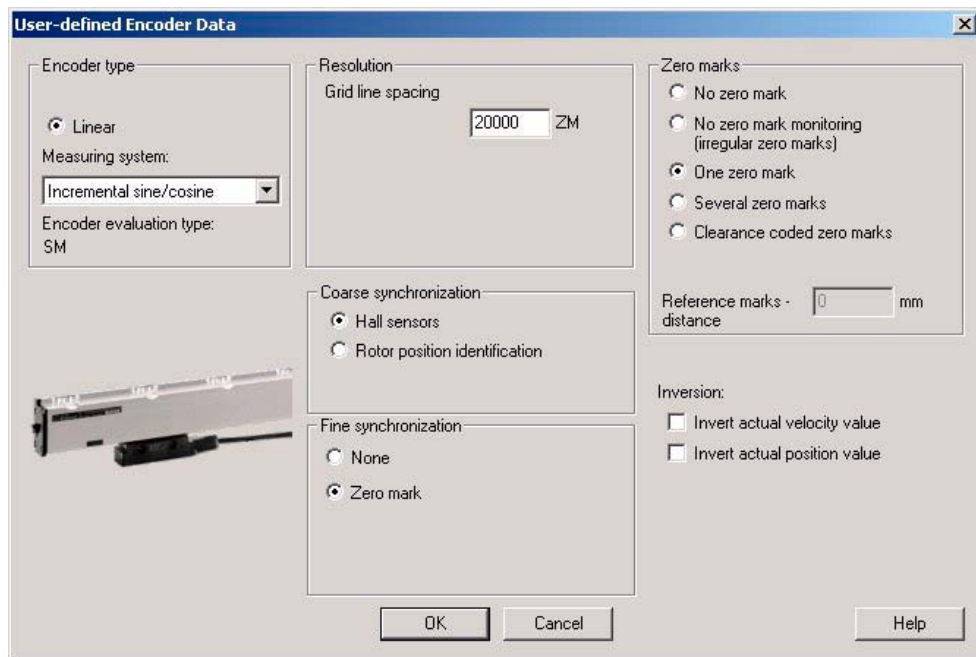 User-defined Encoder Data
Encoder type
Linear
Measuring system:
Incremental sine/cosine
Encoder evaluation type:
SM
Resolution
Grid line spacing
20000 ZM
Coarse synchronization
Hall sensors
Rotor position identification
Fine synchronization
None
Zero mark
Zero marks
No zero mark
No zero mark monitoring
(irregular zero marks)
One zero mark
Several zero marks
Clearance coded zero marks
Reference marks - 0 mm
distance
Inversion:
Invert actual velocity value
Invert actual position value
OK
Cancel
Help